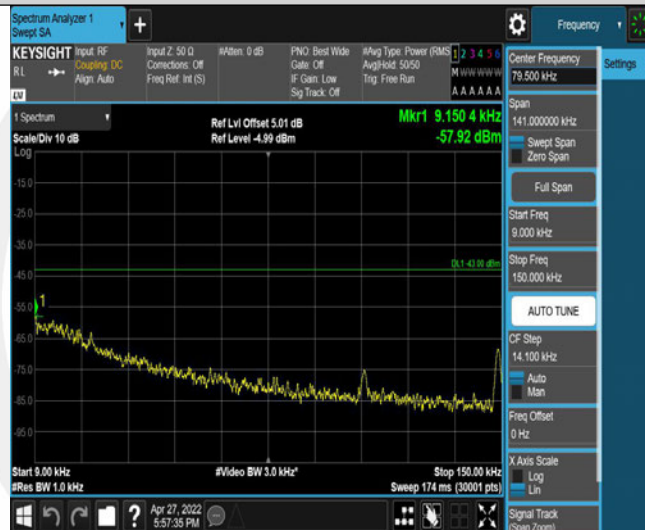 Spectrum Analyzer 1
Swept SA
+
Frequency
Settings
KEYSIGHT
RL
LXI
Input: RF
Coupling: DC
Align: Auto
Input Z: 50 Ω
Corrections: Off
Freq Ref: Int (S)
#Atten: 0 dB
PNO: Best Wide
Gate: Off
IF Gain: Low
Sig Track: Off
#Avg Type: Power (RMS
Avg|Hold: 50/50
Trig: Free Run
1 2 3 4 5 6
M W W W W W
A A A A A A
1 Spectrum
Scale/Div 10 dB
Log
Ref Lvl Offset 5.01 dB
Ref Level -4.99 dBm
Mkr1 9.150 4 kHz
-57.92 dBm
-15.0
-25.0
-35.0
-45.0
-55.0
-65.0
-75.0
-85.0
-95.0
DL1 -43.00 dBm
1
Start 9.00 kHz
#Res BW 1.0 kHz
#Video BW 3.0 kHz*
Stop 150.00 kHz
Sweep 174 ms (30001 pts)
Center Frequency
79.500 kHz
Span
141.000000 kHz
Swept Span
Zero Span
Full Span
Start Freq
9.000 kHz
Stop Freq
150.000 kHz
AUTO TUNE
CF Step
14.100 kHz
Auto
Man
Freq Offset
0 Hz
X Axis Scale
Log
Lin
Signal Track
(Span Zoom)
?
Apr 27, 2022
5:57:35 PM